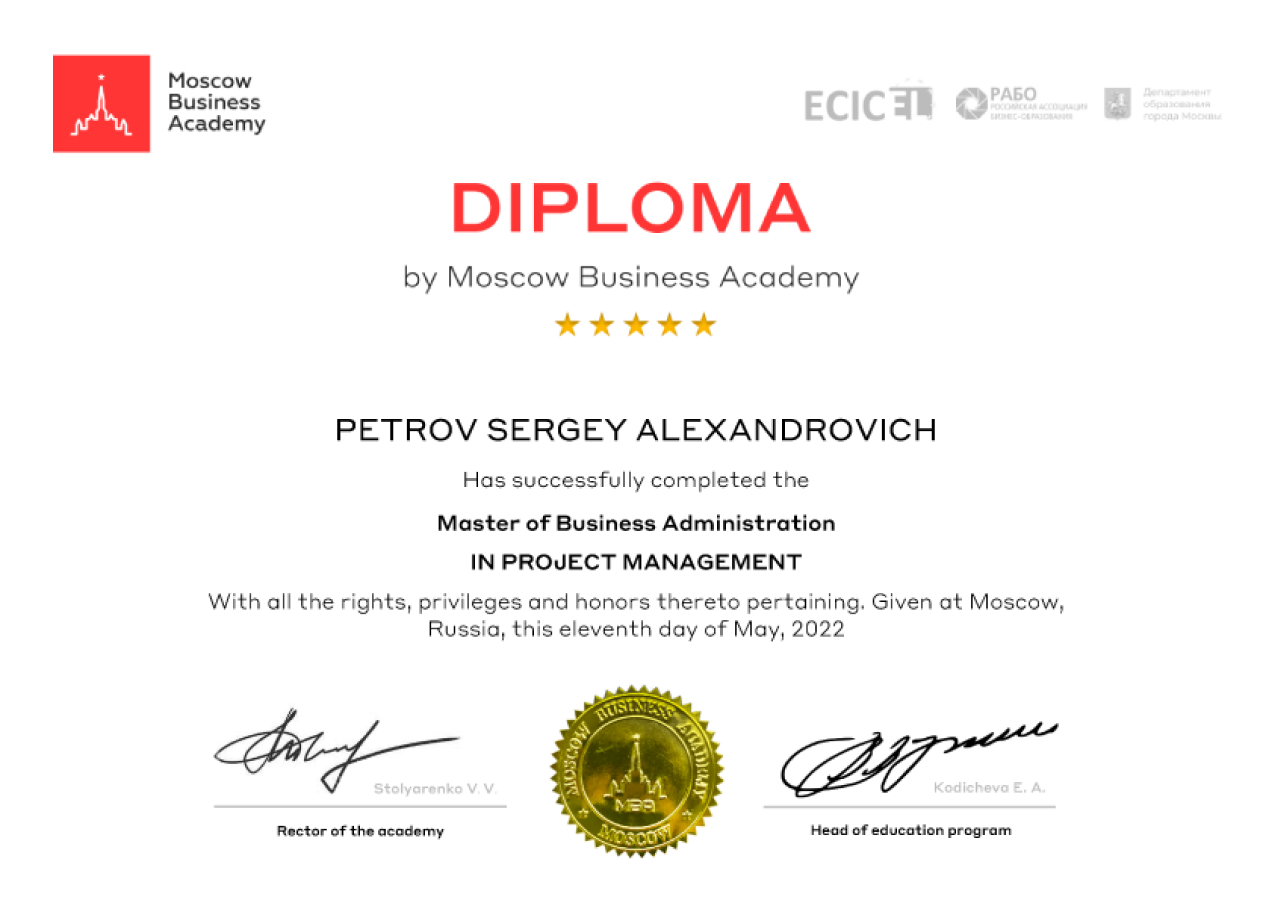 Moscow
Business
Academy
ECICEL
РАБО
РОССИЙСКАЯ АССОЦИАЦИЯ
БИЗНЕС-ОБРАЗОВАНИЯ
Департамент
образования
города Москвы
DIPLOMA
by Moscow Business Academy
PETROV SERGEY ALEXANDROVICH
Has successfully completed the
Master of Business Administration
IN PROJECT MANAGEMENT
With all the rights, privileges and honors thereto pertaining. Given at Moscow,
Russia, this eleventh day of May, 2022
Stolyarenko V. V.
Rector of the academy
MOSCOW BUSINESS ACADEMY
MBA
MOSCOW
Kodicheva E. A.
Head of education program